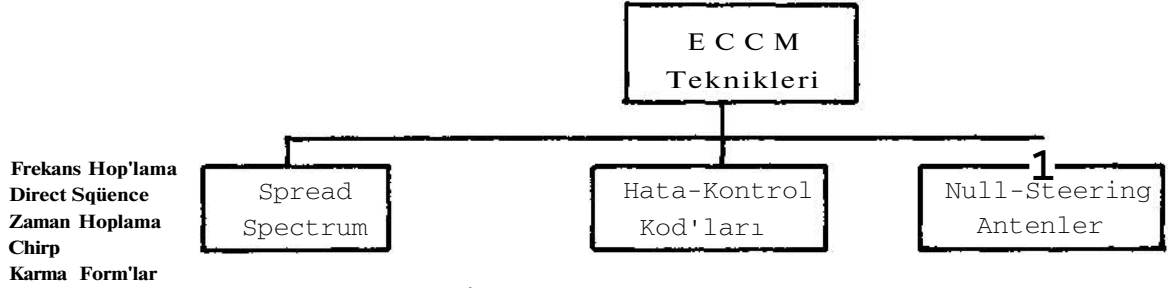 E C C M
Teknikleri
Frekans Hop'lama
Direct Sqüence
Zaman Hoplama
Chirp
Karma Form'lar
Spread
Spectrum
Hata-Kontrol
Kod'ları
1
Null-Steering
Antenler